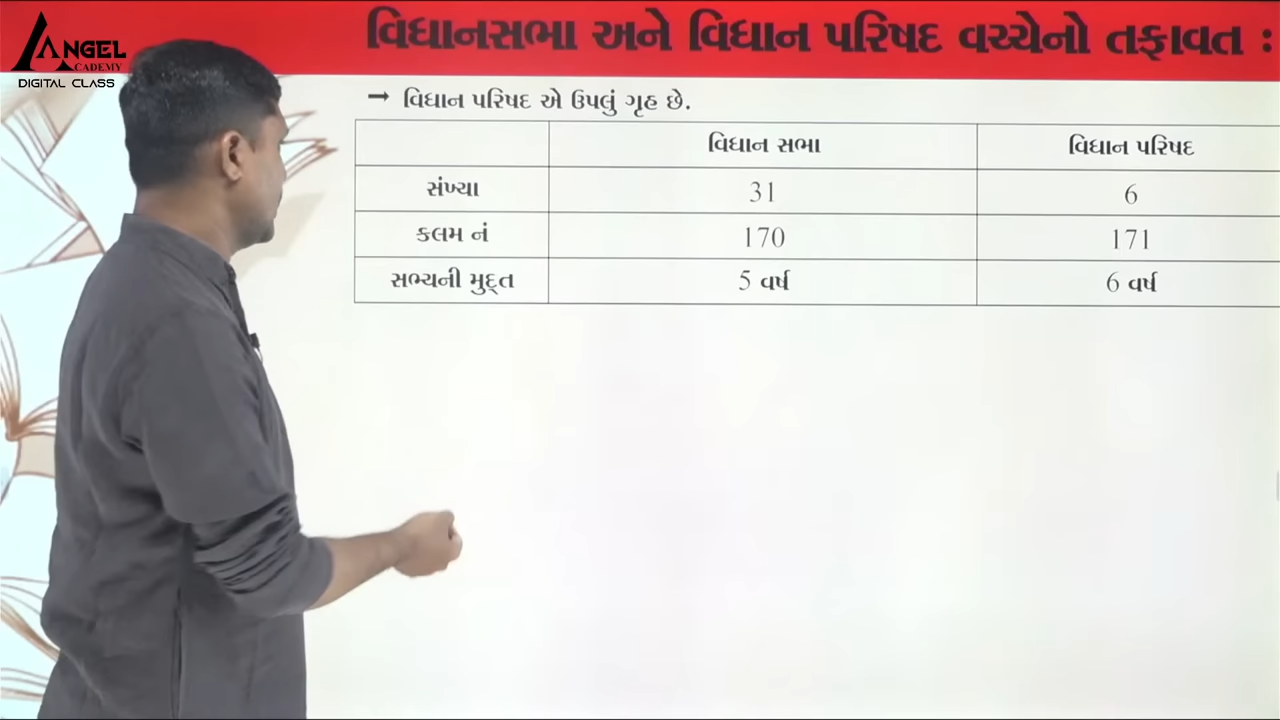 ANGEL
ACADEMY
DIGITAL CLASS
વિધાનસભા અને વિધાન પરિષદ વચ્ચેનો તફાવત :
→ વિધાન પરિષદ એ ઉપલું ગૃહ છે.
વિધાન સભા વિધાન પરિષદ
સંખ્યા 31 6
કલમ નં 170 171
સભ્યની મુદ્ત 5 વર્ષ 6 વર્ષ